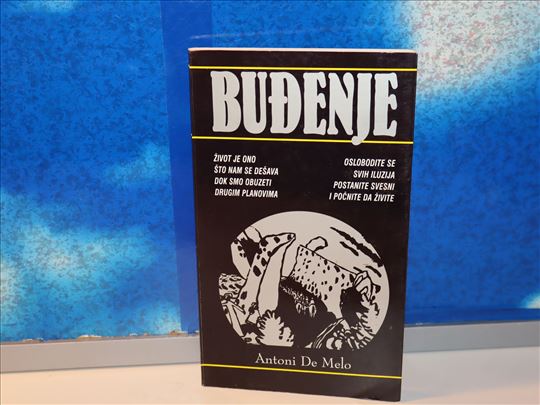 BUĐENJE
ŽIVOT JE ONO
ŠTO NAM SE DEŠAVA
DOK SMO OBUZETI
DRUGIM PLANOVIMA
OSLOBODITE SE
SVIH ILUZIJA
POSTANITE SVESNI
I POČNITE DA ŽIVITE
Antoni De Melo